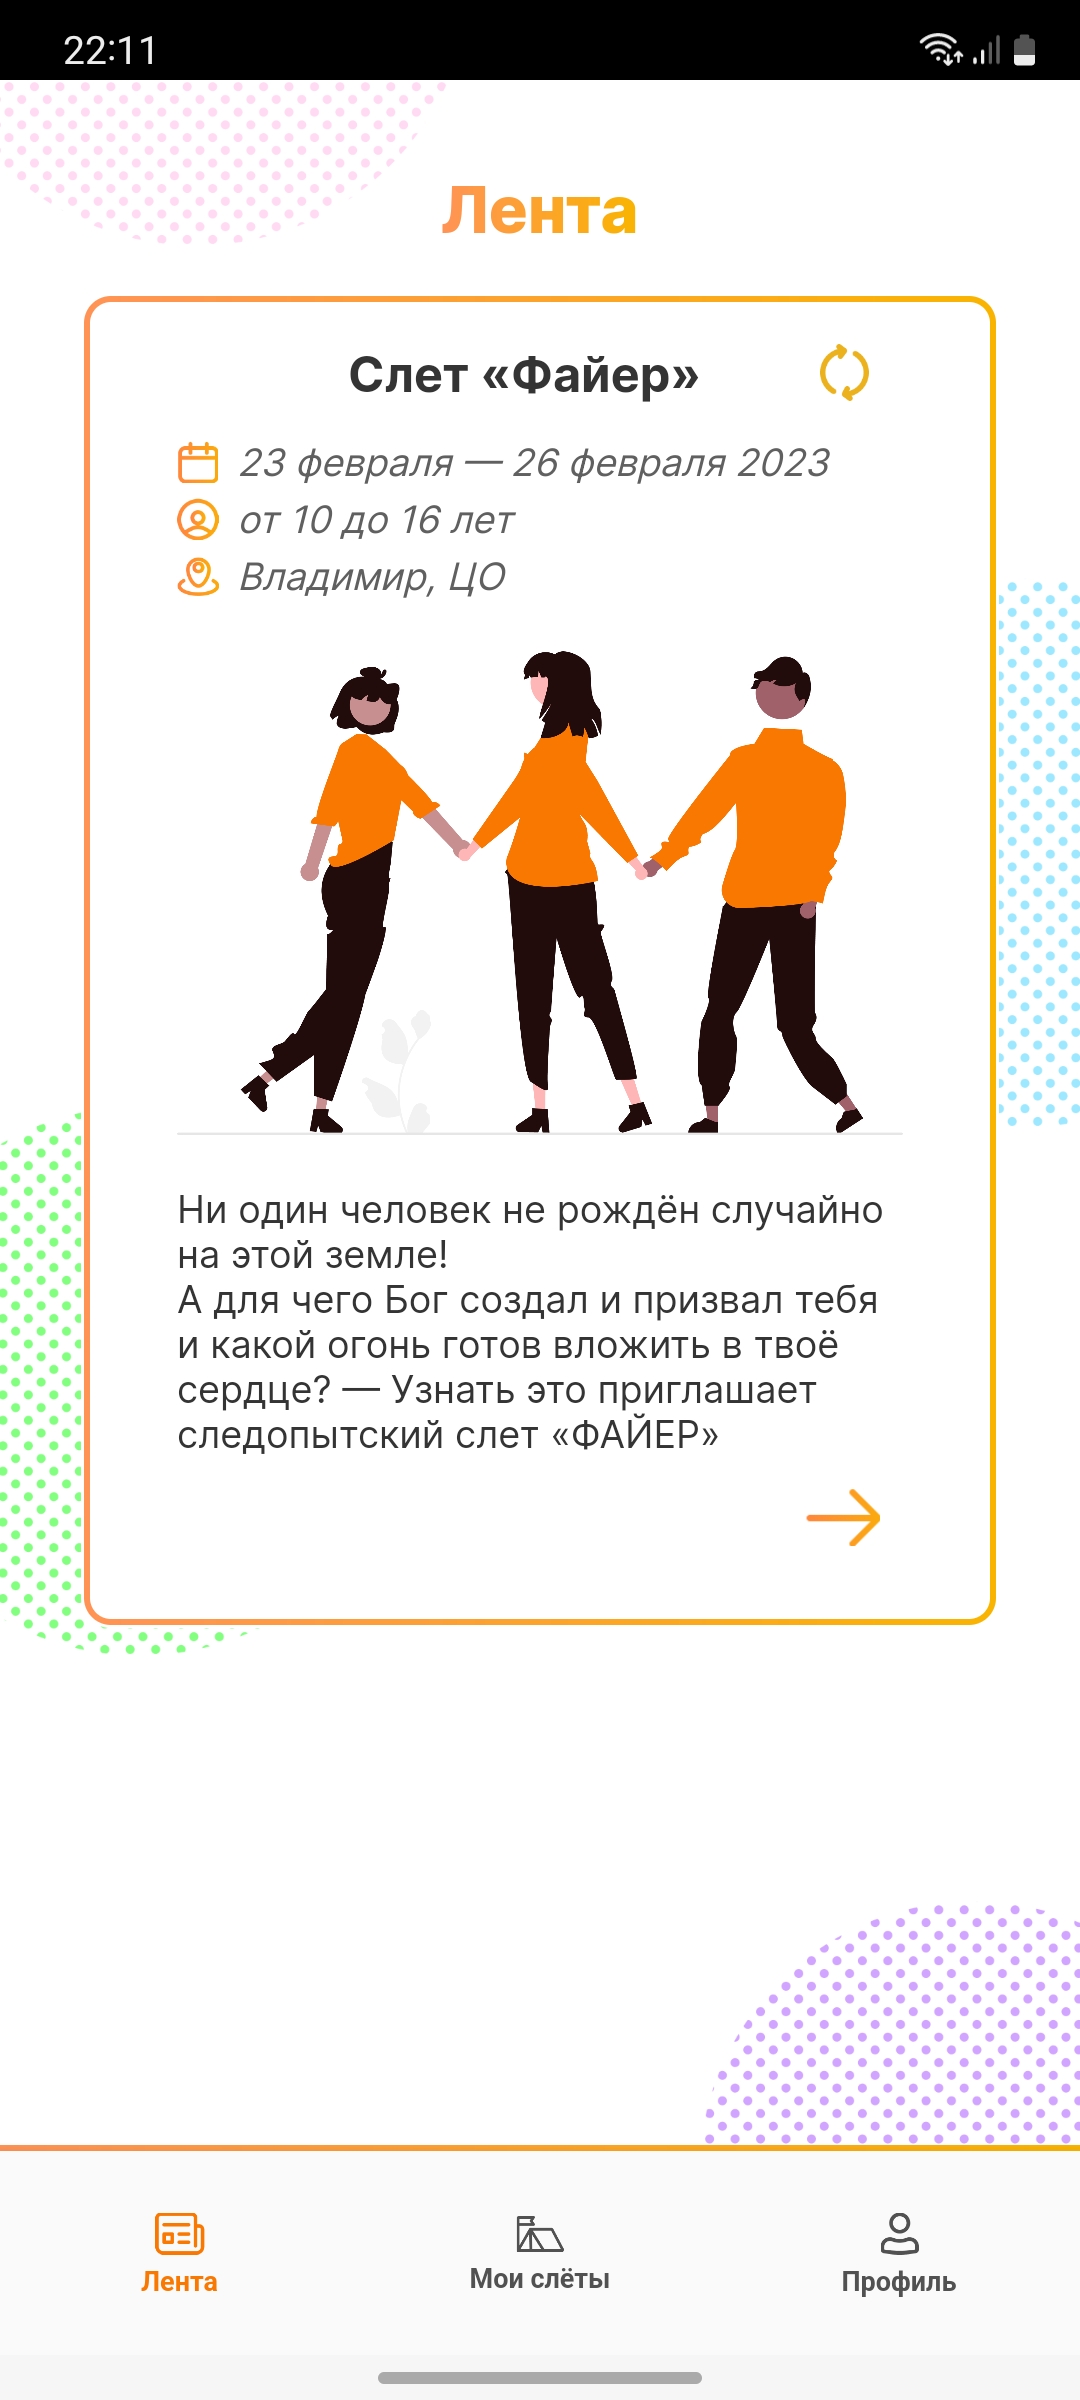 22:11
Лента
Слет «Файер»
23 февраля — 26 февраля 2023
от 10 до 16 лет
Владимир, ЦО
Ни один человек не рождён случайно
на этой земле!
А для чего Бог создал и призвал тебя
и какой огонь готов вложить в твоё
сердце? — Узнать это приглашает
следопытский слет «ФАЙЕР»
Лента
Мои слёты
Профиль